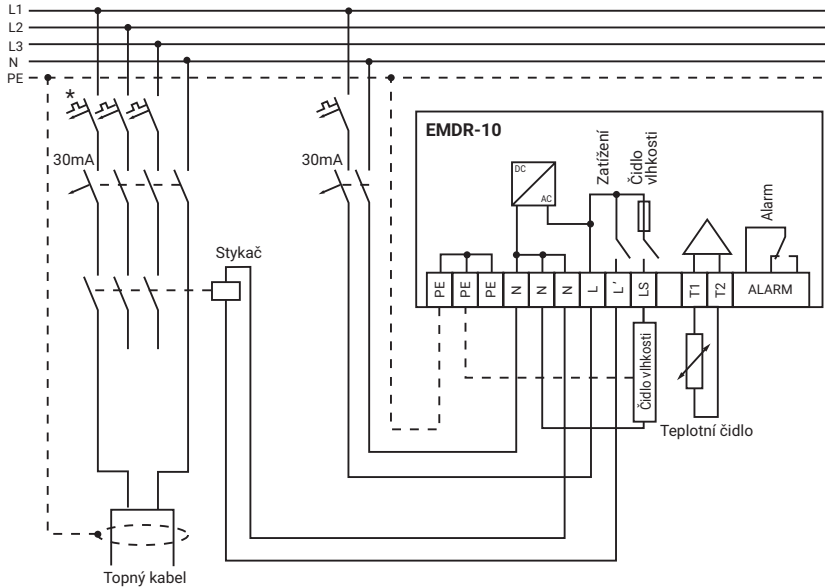 L1
L2
L3
N
PE
*
30mA
30mA
EMDR-10
DC
AC
Zatížení
Čidlo
vlhkosti
Alarm
Stykač
PE
PE
PE
N
N
N
L
L'
LS
T1
T2
ALARM
Čidlo vlhkosti
Teplotní čidlo
Topný kabel